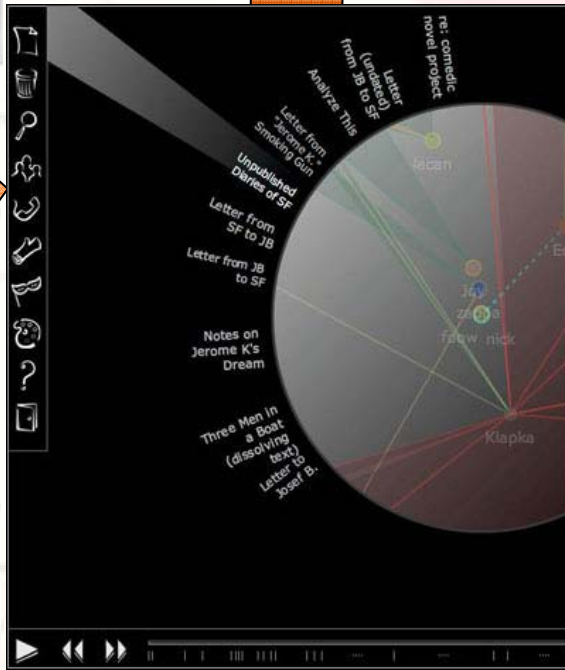 re: comedic
novel project
Letter
(undated)
from JB to SF
Analyze This
Letter from
"Jerome K."
Smoking Gun
Unpublished
Diaries of SF
Letter from
SF to JB
Letter from JB
to SF
Notes on
Jerome K's
Dream
Three Men in
a Boat
(dissolving
text)
Letter to
Josef B.
lacan
nick
Klapka
?